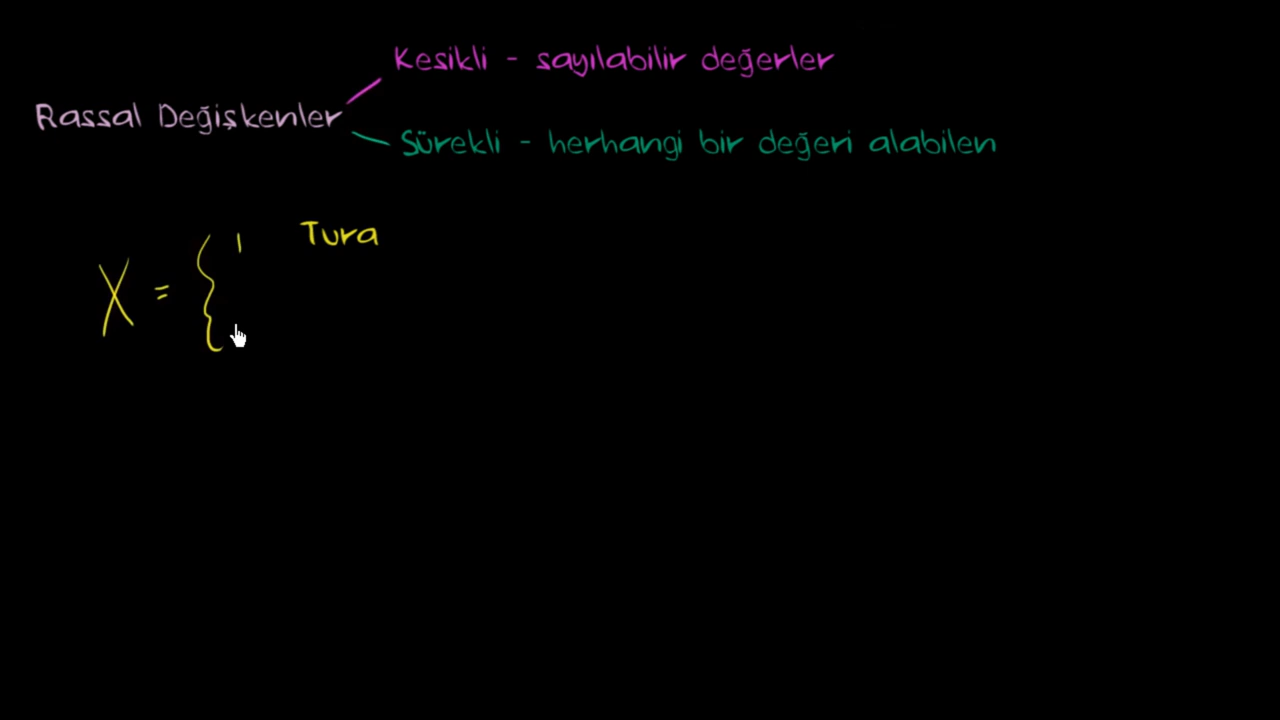 Kesikli - sayılabilir değerler
Rassal Değişkenler
Sürekli - herhangi bir değeri alabilen
X = { 1 Tura